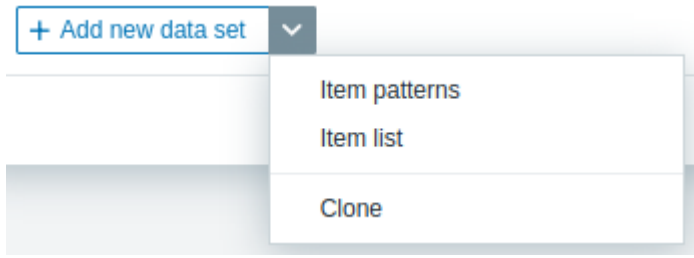 + Add new data set
Item patterns
Item list
Clone